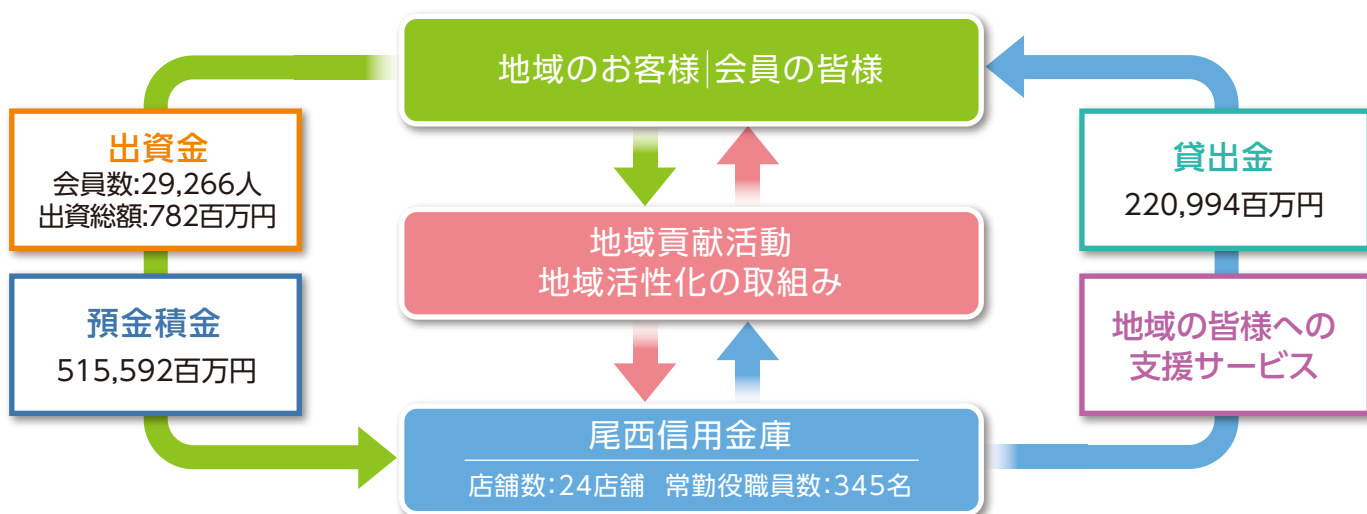 地域のお客様|会員の皆様
出資金
会員数:29,266人
出資総額:782百万円
預金積金
515,592百万円
地域貢献活動
地域活性化の取組み
貸出金
220,994百万円
地域の皆様への
支援サービス
尾西信用金庫
店舗数:24店舗 常勤役職員数:345名